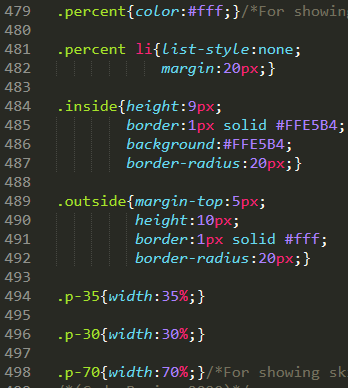 479 .percent{color:#fff;}/*For showing
480
481 .percent li{list-style:none;
482 margin:20px;}
483
484 .inside{height:9px;
485 border:1px solid #FFE5B4;
486 background:#FFE5B4;
487 border-radius:20px;}
488
489 .outside{margin-top:5px;
490 height:10px;
491 border:1px solid #fff;
492 border-radius:20px;}
493
494 .p-35{width:35%;}
495
496 .p-30{width:30%;}
497
498 .p-70{width:70%;}/*For showing sk